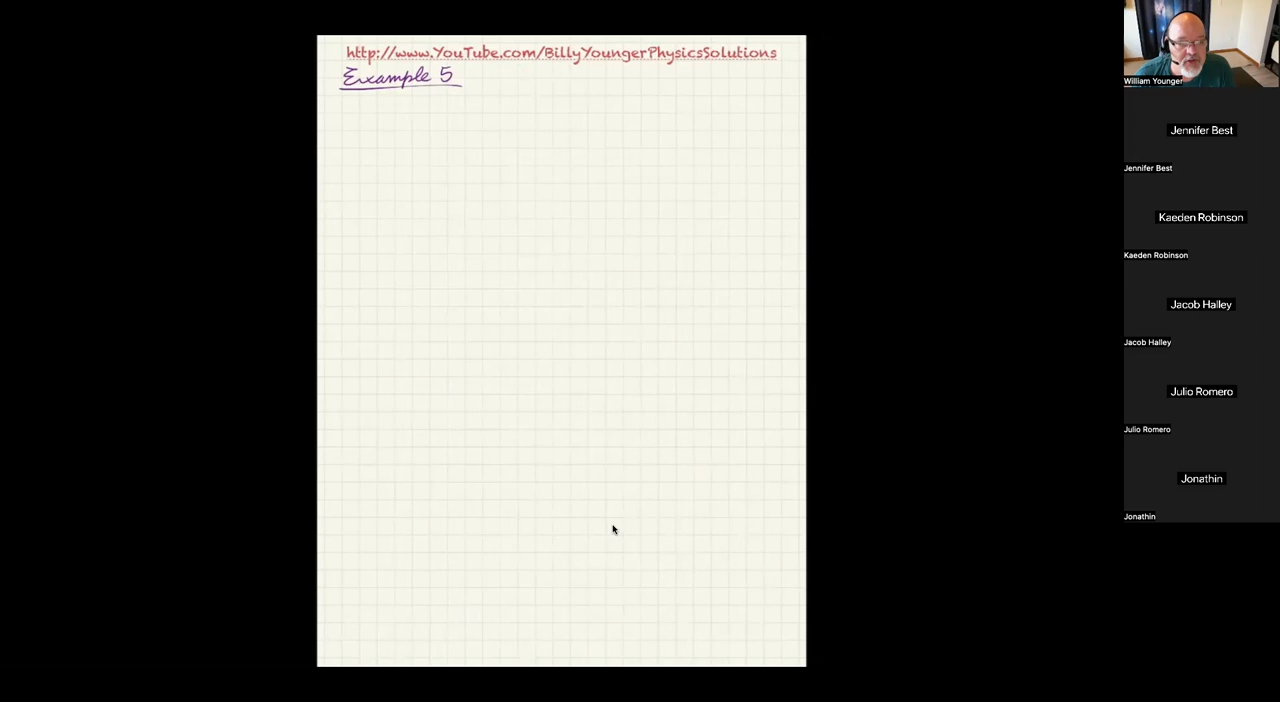 http://www.YouTube.com/BillyYoungerPhysicsSolutions
Example 5
William Younger
Jennifer Best
Jennifer Best
Kaeden Robinson
Kaeden Robinson
Jacob Halley
Jacob Halley
Julio Romero
Julio Romero
Jonathin
Jonathin